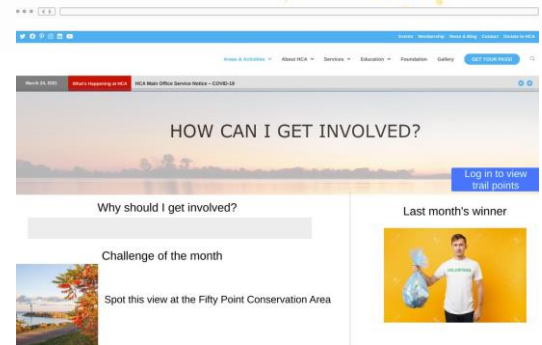 Events Membership News & Blog Contact Donate to HCA
Areas & Activities About HCA Services Education Foundation Gallery GET YOUR PASS!
March 24, 2021 What's Happening at HCA HCA Main Office Service Notice – COVID-19
HOW CAN I GET INVOLVED?
Log in to view
trail points
Why should I get involved?
Last month's winner
Challenge of the month
VOLUNTEER
Spot this view at the Fifty Point Conservation Area